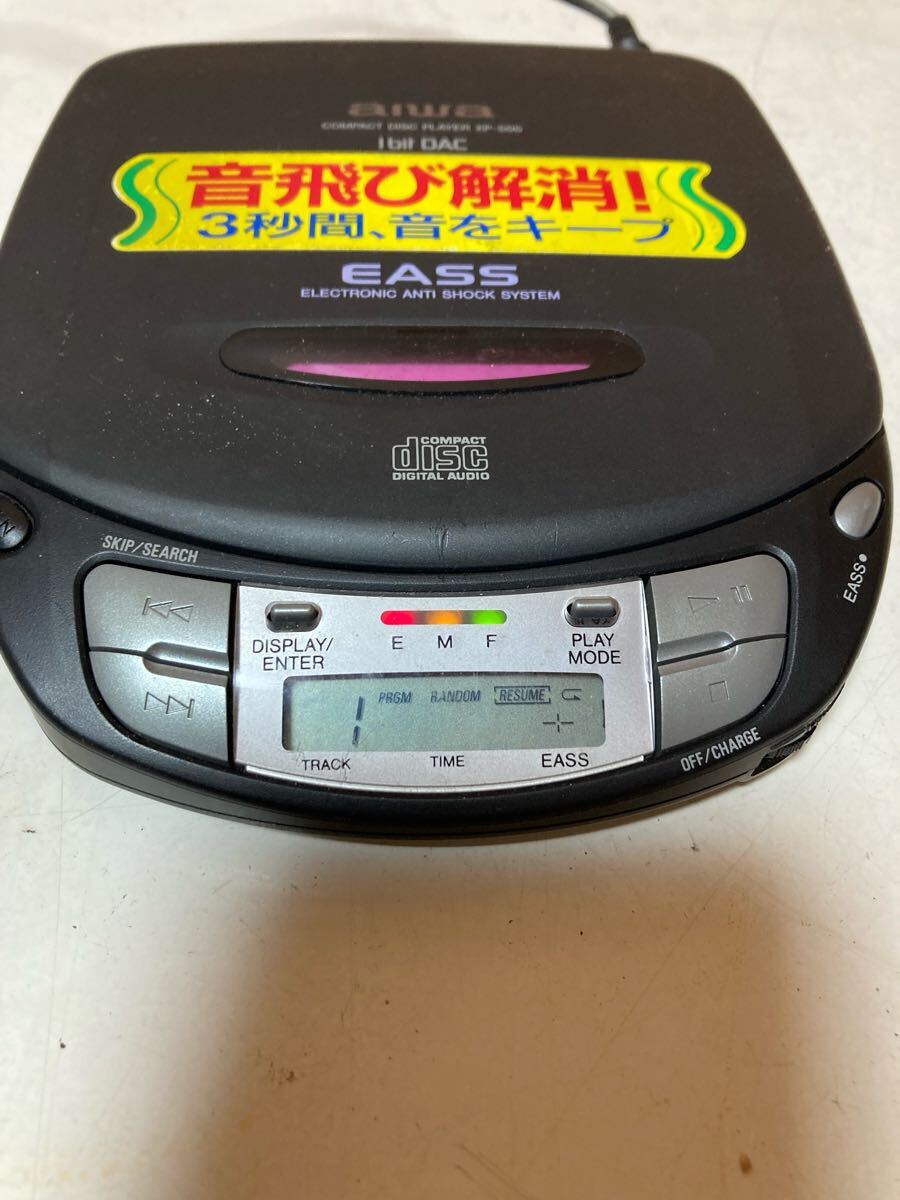 aiwa
COMPACT DISC PLAYER XP-500
1 bit DAC
音飛び解消!
3秒間、音をキープ
EASS
ELECTRONIC ANTI SHOCK SYSTEM
COMPACT
disc
DIGITAL AUDIO
SKIP/SEARCH
EASS
DISPLAY/
ENTER
E M F
PLAY
MODE
1 PRGM RANDOM RESUME
TRACK TIME EASS
OFF/CHARGE